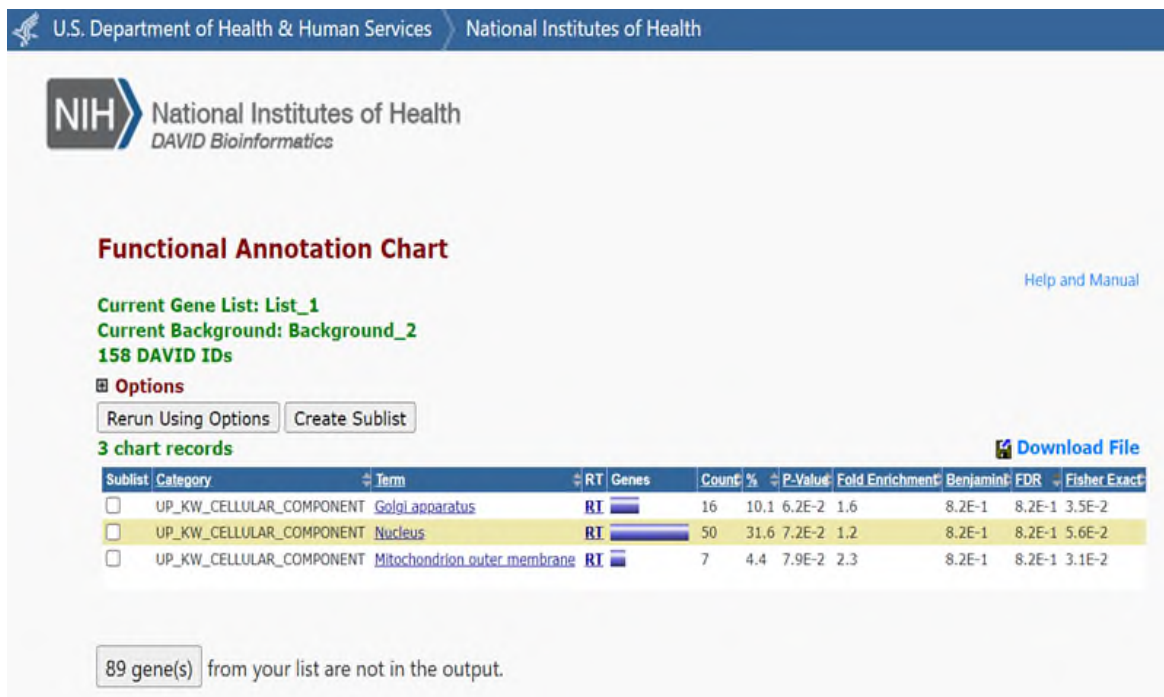 U.S. Department of Health & Human Services National Institutes of Health
NIH National Institutes of Health
DAVID Bioinformatics
Functional Annotation Chart
Help and Manual
Current Gene List: List_1
Current Background: Background_2
158 DAVID IDs
Options
Rerun Using Options Create Sublist
3 chart records Download File
Sublist Category Term RT Genes Count % P-Value Fold Enrichment Benjamini FDR Fisher Exact
UP_KW_CELLULAR_COMPONENT Golgi apparatus RT 16 10.1 6.2E-2 1.6 8.2E-1 8.2E-1 3.5E-2
UP_KW_CELLULAR_COMPONENT Nucleus RT 50 31.6 7.2E-2 1.2 8.2E-1 8.2E-1 5.6E-2
UP_KW_CELLULAR_COMPONENT Mitochondrion outer membrane RT 7 4.4 7.9E-2 2.3 8.2E-1 8.2E-1 3.1E-2
89 gene(s) from your list are not in the output.